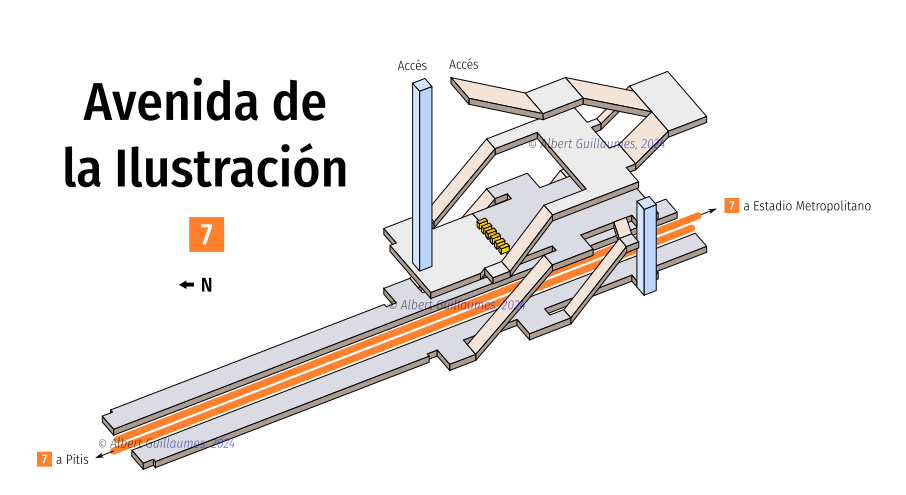 Avenida de
la Ilustración
7
N
Accés
Accés
© Albert Guillaumes, 2024
7 a Estadio Metropolitano
© Albert Guillaumes, 2024
© Albert Guillaumes, 2024
7 a Pitis